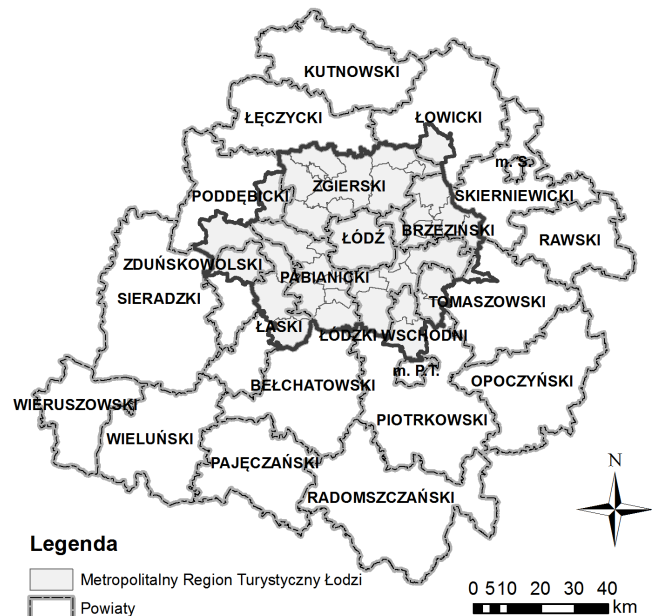 KUTNOWSKI
ŁĘCZYCKI
ŁOWICKI
m. S.
ZGIERSKI
PODDĘBICKI
SKIERNIEWICKI
BRZEZIŃSKI
ŁÓDŹ
RAWSKI
ZDUŃSKOWOLSKI
PABIANICKI
SIERADZKI
TOMASZOWSKI
ŁASKI
ŁÓDZKI WSCHODNI
m. P.T.
BEŁCHATOWSKI
OPOCZYŃSKI
WIERUSZOWSKI
PIOTRKOWSKI
WIELUŃSKI
PAJĘCZAŃSKI
RADOMSZCZAŃSKI
N
Legenda
Metropolitalny Region Turystyczny Łodzi
Powiaty
0 5 10 20 30 40
km